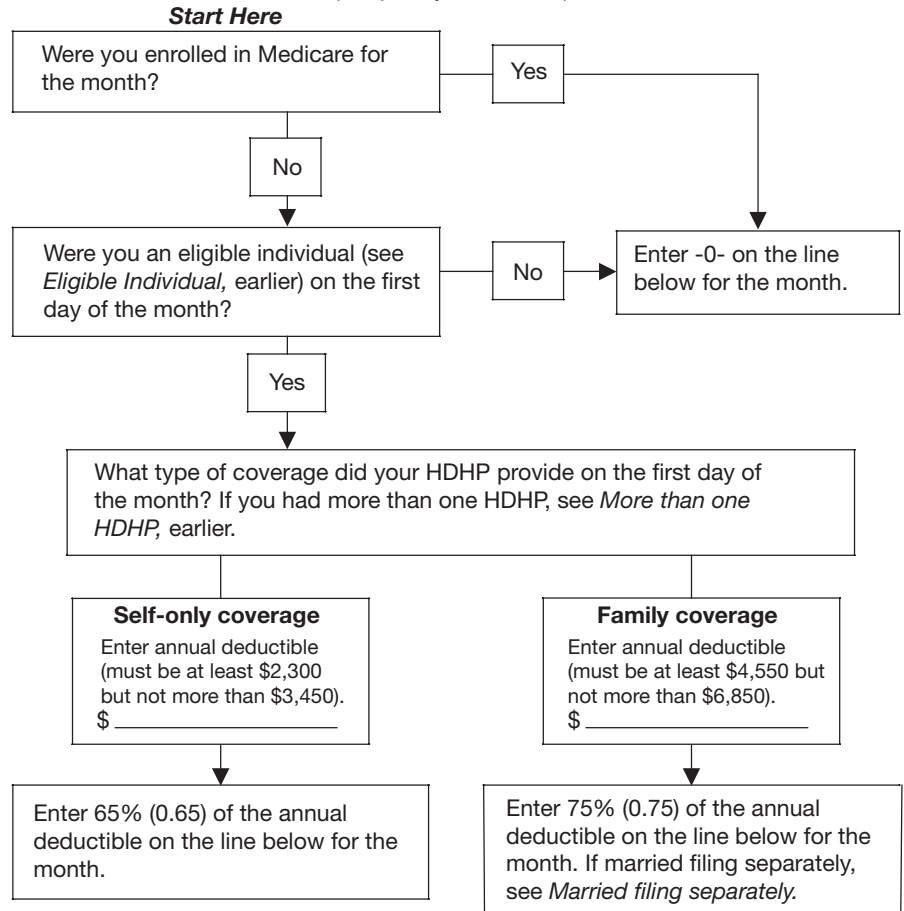 Start Here
Were you enrolled in Medicare for
the month?
Yes
No
Were you an eligible individual (see
Eligible Individual, earlier) on the first
day of the month?
No
Enter -0- on the line
below for the month.
Yes
What type of coverage did your HDHP provide on the first day of
the month? If you had more than one HDHP, see More than one
HDHP, earlier.
Self-only coverage
Enter annual deductible
(must be at least $2,300
but not more than $3,450).
$
Family coverage
Enter annual deductible
(must be at least $4,550 but
not more than $6,850).
$
Enter 65% (0.65) of the annual
deductible on the line below for the
month.
Enter 75% (0.75) of the annual
deductible on the line below for the
month. If married filing separately,
see Married filing separately.